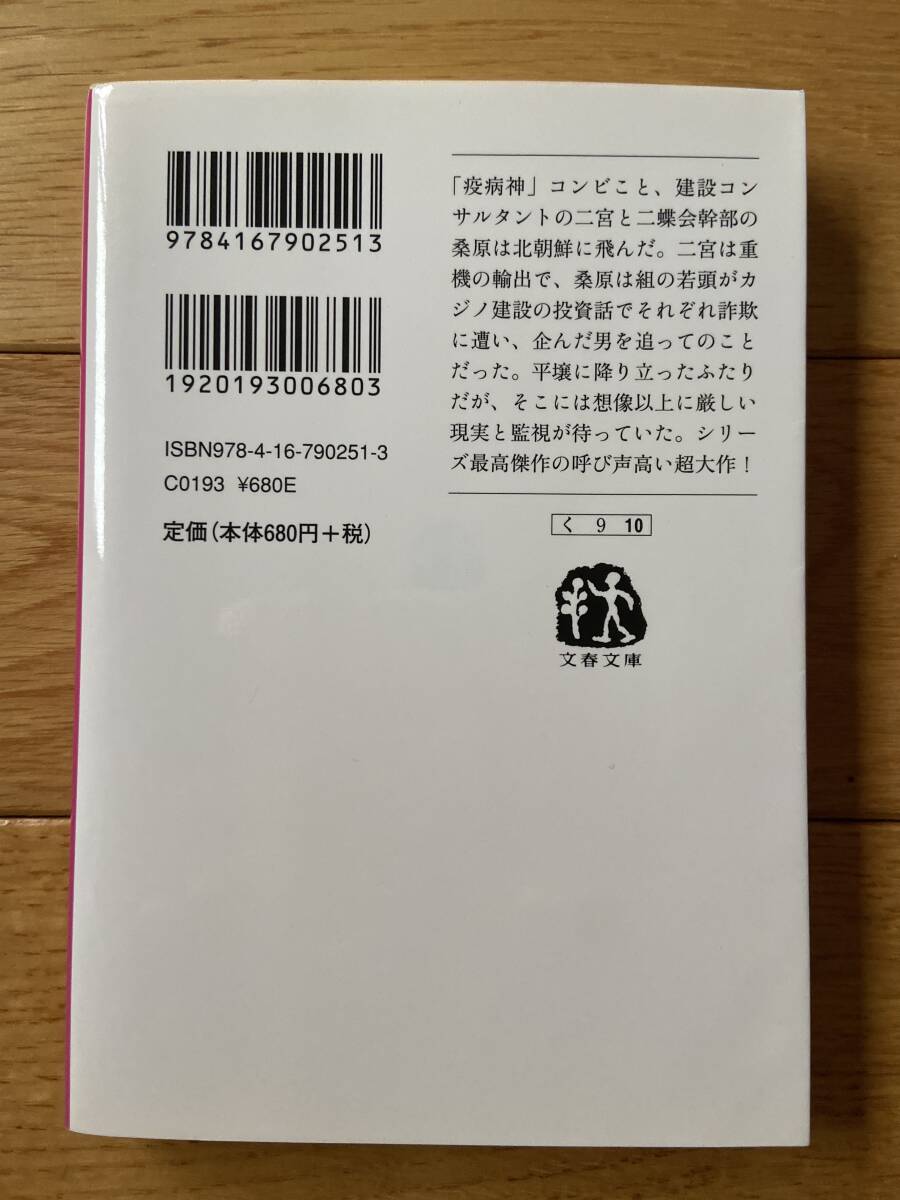 9784167902513
1920193006803
ISBN978-4-16-790251-3
C0193 ¥680E
定価(本体680円+税)
「疫病神」コンビこと、建設コン
サルタントの二宮と二蝶会幹部の
桑原は北朝鮮に飛んだ。二宮は重
機の輸出で、桑原は組の若頭がカ
ジノ建設の投資話でそれぞれ詐欺
に遭い、企んだ男を追ってのこと
だった。平壌に降り立ったふたり
だが、そこには想像以上に厳しい
現実と監視が待っていた。シリー
ズ最高傑作の呼び声高い超大作！
く 9 10
文春文庫